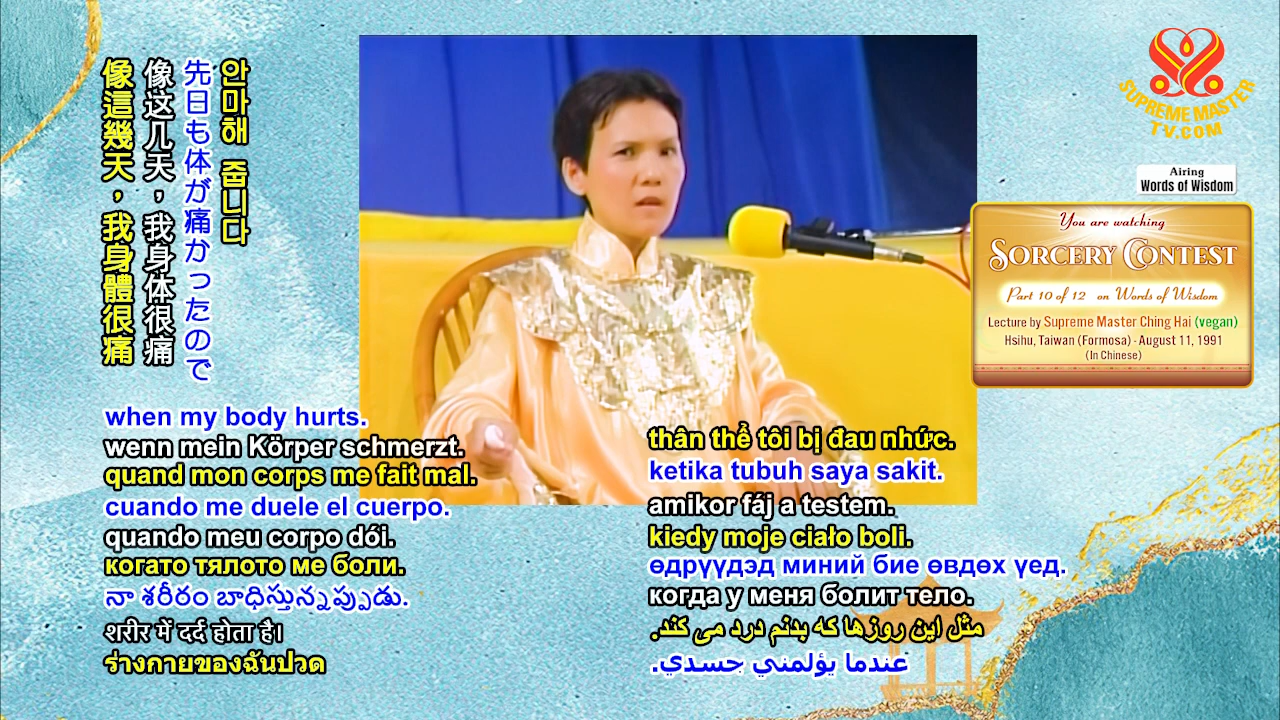 像這幾天，我身體很痛
像这几天，我身体很痛
先日も体が痛かったので
안마해 줍니다
when my body hurts.
wenn mein Körper schmerzt.
quand mon corps me fait mal.
cuando me duele el cuerpo.
quando meu corpo dói.
когато тялото ме боли.
నా శరీరం బాధిస్తున్నప్పుడు.
शरीर में दर्द होता है।
ร่างกายของฉันปวด
thân thể tôi bị đau nhức.
ketika tubuh saya sakit.
amikor fáj a testem.
kiedy moje ciało boli.
өдрүүдэд миний бие өвдөх үед.
когда у меня болит тело.
مثل این روزها که بدنم درد می کند.
عندما يؤلمني جسدي.
SUPREME MASTER
TV.COM
Airing
Words of Wisdom
You are watching
SORCERY CONTEST
Part 10 of 12 on Words of Wisdom
Lecture by Supreme Master Ching Hai (vegan)
Hsihu, Taiwan (Formosa) - August 11, 1991
(In Chinese)